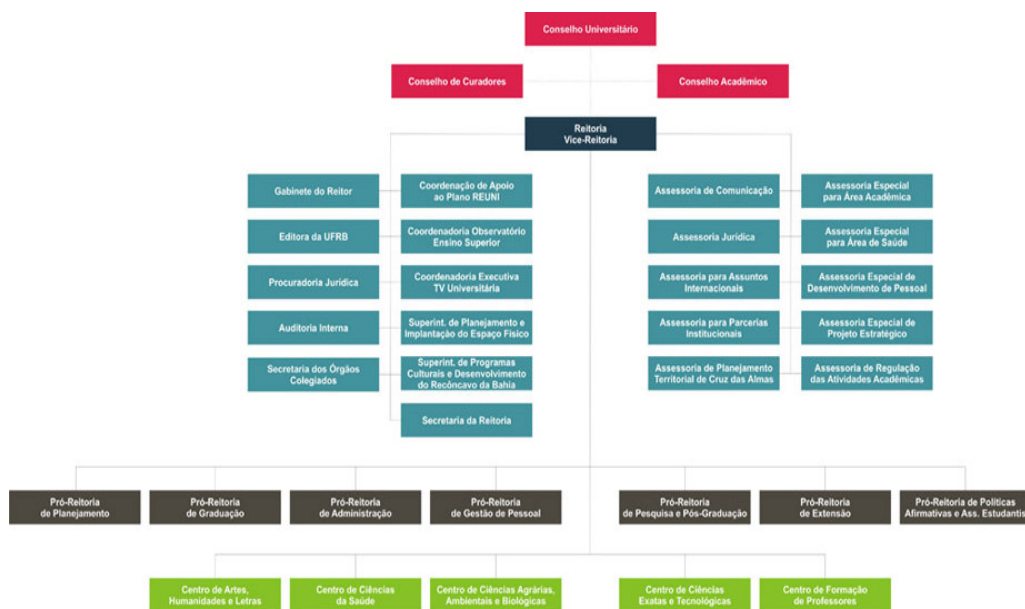 Conselho Universitário
Conselho de Curadores
Conselho Acadêmico
Reitoria
Vice-Reitoria
Gabinete do Reitor
Coordenação de Apoio
ao Plano REUNI
Assessoria de Comunicação
Assessoria Especial
para Área Acadêmica
Editora da UFRB
Coordenadoria Observatório
Ensino Superior
Assessoria Jurídica
Assessoria Especial
para Área de Saúde
Procuradoria Jurídica
Coordenadoria Executiva
TV Universitária
Assessoria para Assuntos
Internacionais
Assessoria Especial de
Desenvolvimento de Pessoal
Auditoria Interna
Superint. de Planejamento e
Implantação do Espaço Físico
Assessoria para Parcerias
Institucionais
Assessoria Especial de
Projeto Estratégico
Secretaria dos Órgãos
Colegiados
Superint. de Programas
Culturais e Desenvolvimento
do Recôncavo da Bahia
Assessoria de Planejamento
Territorial de Cruz das Almas
Assessoria de Regulação
das Atividades Acadêmicas
Secretaria da Reitoria
Pró-Reitoria
de Planejamento
Pró-Reitoria
de Graduação
Pró-Reitoria
de Administração
Pró-Reitoria
de Gestão de Pessoal
Pró-Reitoria
de Pesquisa e Pós-Graduação
Pró-Reitoria
de Extensão
Pró-Reitoria de Políticas
Afirmativas e Ass. Estudantis
Centro de Artes,
Humanidades e Letras
Centro de Ciências
da Saúde
Centro de Ciências Agrárias,
Ambientais e Biológicas
Centro de Ciências
Exatas e Tecnológicas
Centro de Formação
de Professores